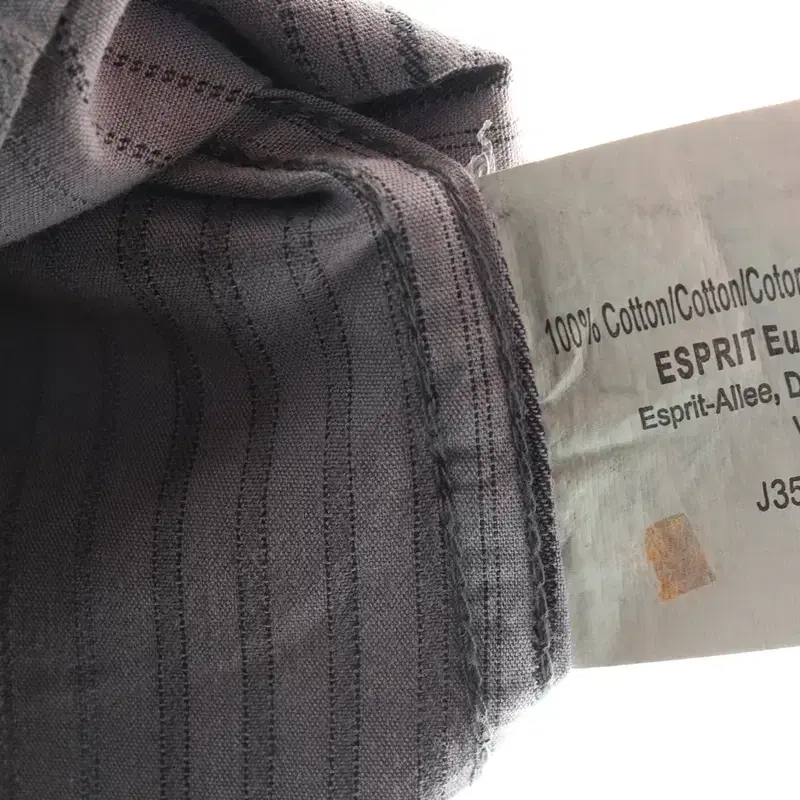 100% Cotton/Cotton/Coton
ESPRIT Eu
Esprit-Allee, D
J35